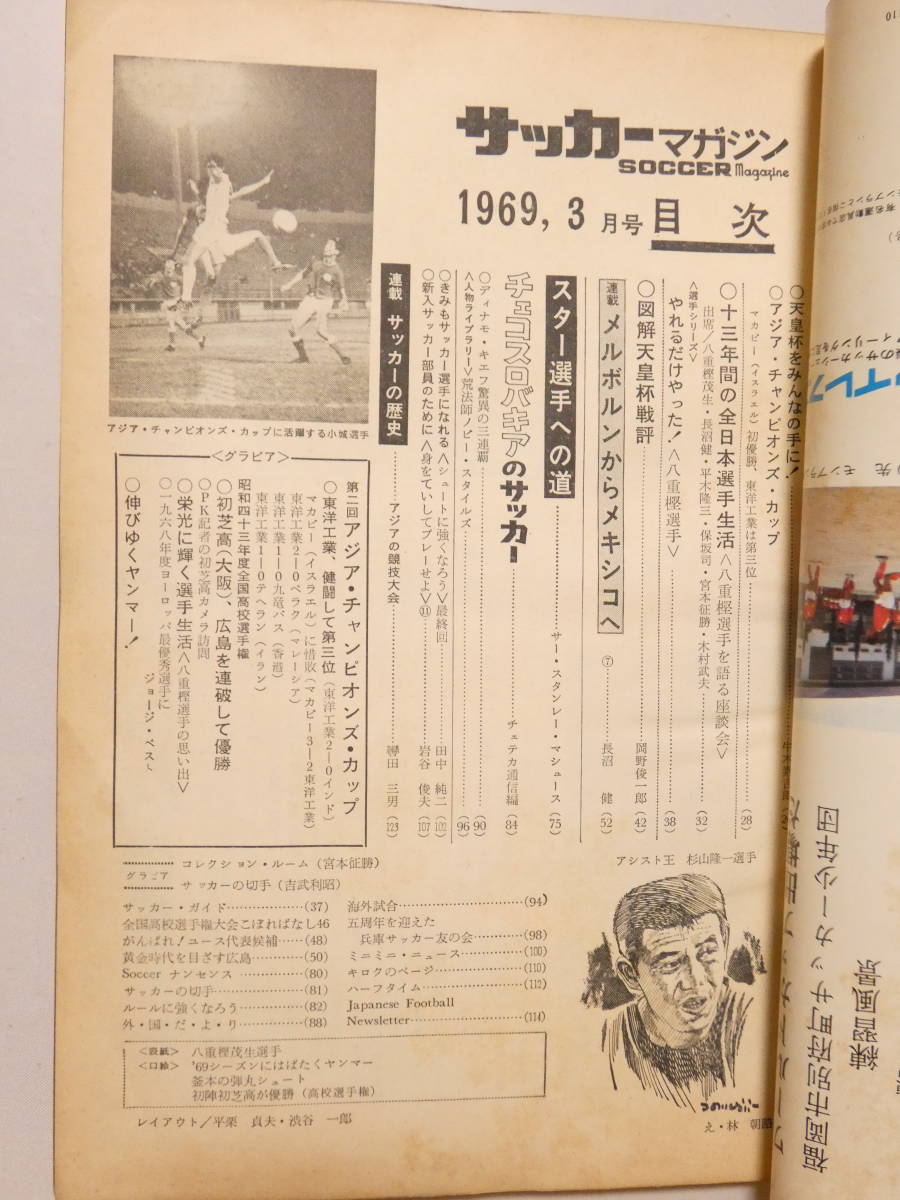 サッカーマガジン
SOCCER Magazine
1969, 3 月号 目 次
○天皇杯をみんなの手に!
○アジア・チャンピオンズ・カップ
マカビー(イスラエル)初優勝、東洋工業は第三位……(28)
○十三年間の全日本選手生活<八重樫選手を語る座談会>
出席/八重樫茂生・長沼健・平木隆三・保坂司・宮本征勝・木村武夫……(32)
<選手シリーズ>
やれるだけやった!<八重樫選手>……(38)
○図解天皇杯戦評……岡野俊一郎(42)
連載 メルボルンからメキシコへ ⑦……長沼 健(52)
スター選手への道……サー・スタンレー・マシュース(75)
チェコスロバキアのサッカー……チェテカ通信編(84)
○ディナモ・キエフ驚異の三連覇……(90)
<人物ライブラリー>荒法師ノビー・スタイルズ……(96)
○きみもサッカー選手になれる<シュートに強くなろう>最終回……田中 純二(102)
○新入サッカー部員のために<身をていしてプレーせよ>⑪……岩谷 俊夫(107)
連載 サッカーの歴史……アジアの競技大会……轡田 三男(123)
アジア・チャンピオンズ・カップに活躍する小城選手
<グラビア>
第二回 アジア・チャンピオンズ・カップ
○東洋工業、健闘して第三位(東洋工業2-0インド)
マカビー(イスラエル)に惜敗(マカビー3-2東洋工業)
東洋工業2-0ペラク(マレーシア)
東洋工業1-0九竜バス(香港)
東洋工業1-0テヘラン(イラン)
昭和四十三年度全国高校選手権
○初芝高(大阪)、広島を連破して優勝
○PK記者の初芝高カメラ訪問
○栄光に輝く選手生活<八重樫選手の思い出>
○一九六八年度ヨーロッパ最優秀選手に
ジョージ・ベスト
○伸びゆくヤンマー!
グラビア
コレクション・ルーム(宮本征勝)
サッカーの切手(吉武利昭)
サッカー・ガイド……(37)
全国高校選手権大会こぼればなし46
がんばれ!ユース代表候補……(48)
黄金時代を目ざす広島……(50)
Soccer ナンセンス……(80)
サッカーの切手……(81)
ルールに強くなろう……(82)
外・国・だ・よ・り……(88)
海外試合……(94)
五周年を迎えた
兵庫サッカー友の会……(98)
ミニミニ・ニュース……(100)
キロクのページ……(110)
ハーフタイム……(112)
Japanese Football
Newsletter……(114)
<表紙> 八重樫茂生選手
<口絵> '69シーズンにはばたくヤンマー
釜本の弾丸シュート
初陣初芝高が優勝(高校選手権)
レイアウト/平栗 貞夫・渋谷 一郎
アシスト王 杉山隆一選手
え・林 朝路
福岡市別府町サッカー少年団
練習風景